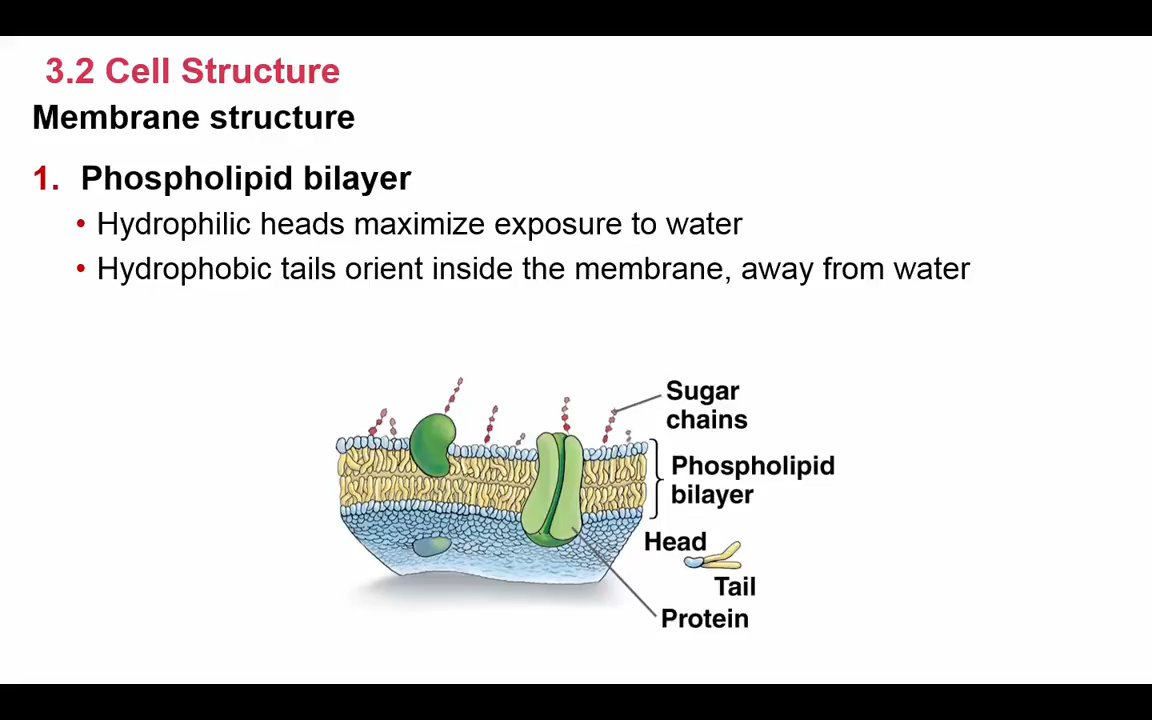 3.2 Cell Structure
Membrane structure
1. Phospholipid bilayer
• Hydrophilic heads maximize exposure to water
• Hydrophobic tails orient inside the membrane, away from water
Sugar
chains
Phospholipid
bilayer
Head
Tail
Protein